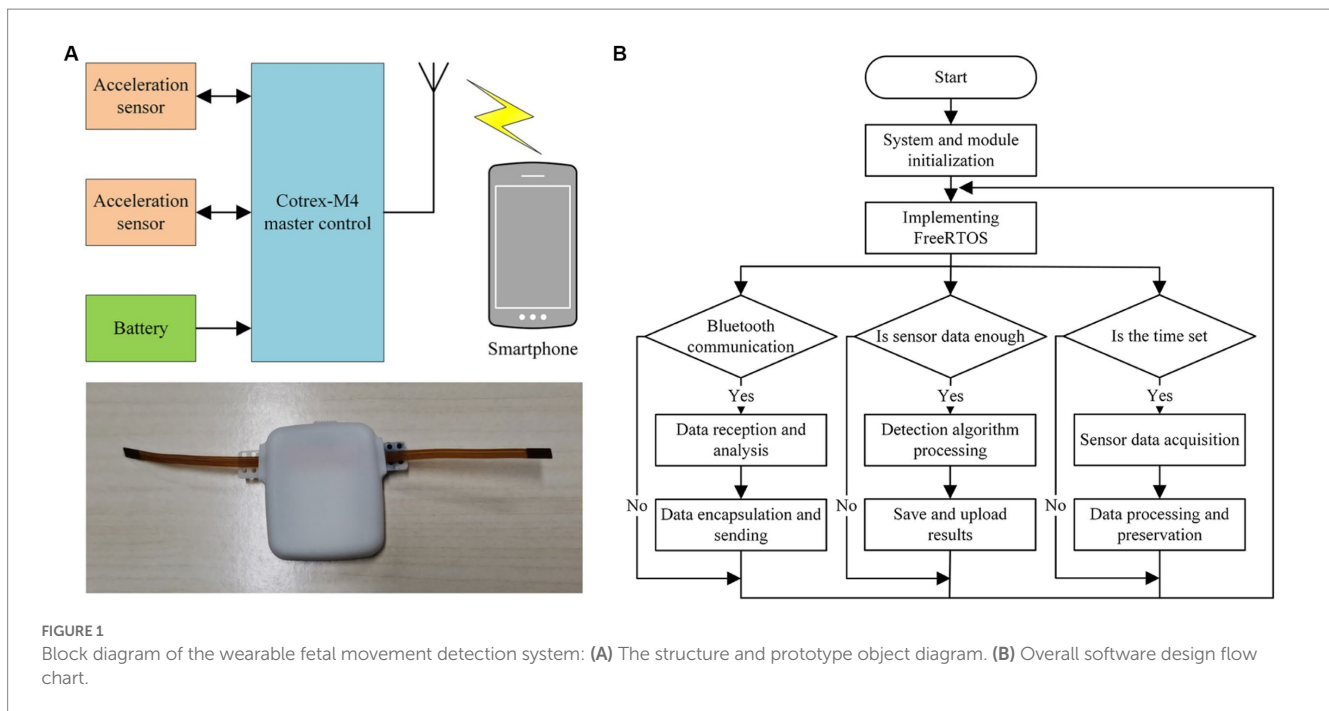 A
Acceleration
sensor
Acceleration
sensor
Battery
Cotrex-M4
master control
Smartphone
B
Start
System and module
initialization
Implementing
FreeRTOS
Bluetooth
communication
Is sensor data enough
Is the time set
Yes
Yes
Yes
Data reception and
analysis
Detection algorithm
processing
Sensor data acquisition
No
No
No
Data encapsulation and
sending
Save and upload
results
Data processing and
preservation
FIGURE 1
Block diagram of the wearable fetal movement detection system: (A) The structure and prototype object diagram. (B) Overall software design flow
chart.